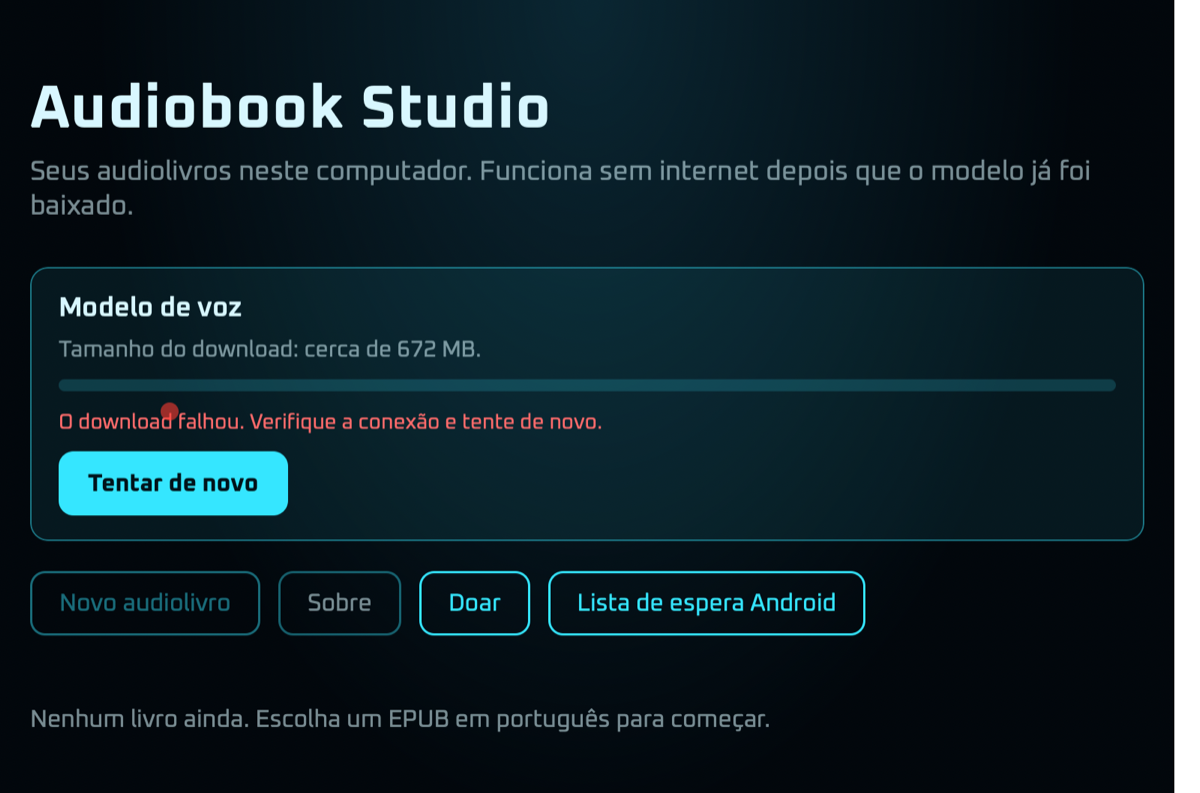 Audiobook Studio
Seus audiolivros neste computador. Funciona sem internet depois que o modelo já foi
baixado.
Modelo de voz
Tamanho do download: cerca de 672 MB.
O download falhou. Verifique a conexão e tente de novo.
Tentar de novo
Novo audiolivro
Sobre
Doar
Lista de espera Android
Nenhum livro ainda. Escolha um EPUB em português para começar.